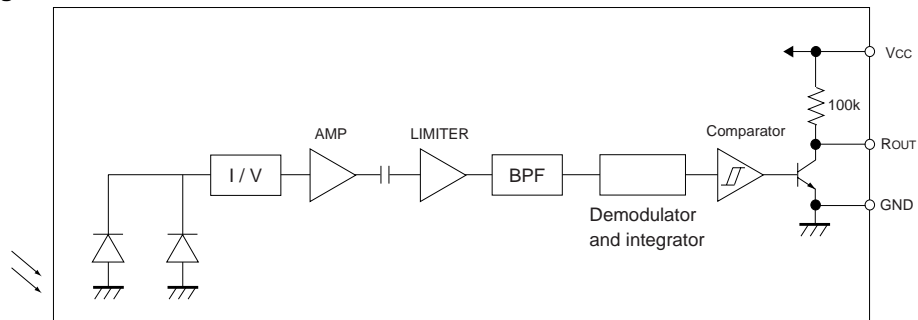 VCC
100k
AMP
LIMITER
Comparator
ROUT
I / V
BPF
GND
Demodulator
and integrator